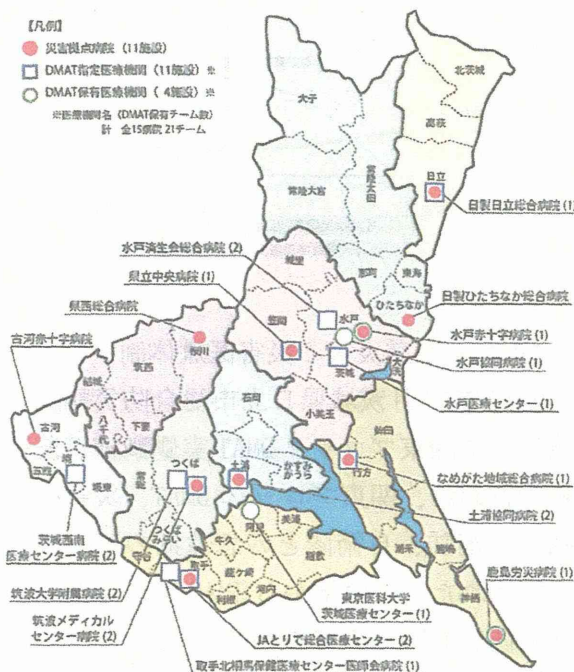 【凡例】
災害拠点病院（11施設）
DMAT指定医療機関（11施設）※
DMAT保有医療機関（ 4施設）※
※医療機関名（DMAT保有チーム数）
計　全15病院 21チーム
北茨城
大子
高萩
常陸太田
日立
常陸大宮
日製日立総合病院 (1)
水戸済生会総合病院 (2)
城里
那珂
東海
県立中央病院 (1)
ひたちなか
日製ひたちなか総合病院
水戸
笠間
県西総合病院
水戸赤十字病院 (1)
古河赤十字病院
桜川
茨城
大洗
水戸協同病院 (1)
筑西
結城
石岡
小美玉
水戸医療センター (1)
八千代
下妻
鉾田
古河
つくば
かすみがうら
行方
なめがた地域総合病院 (1)
境
常総
土浦
五霞
坂東
土浦協同病院 (2)
茨城西南
医療センター病院 (2)
つくばみらい
阿見
美浦
守谷
牛久
稲敷
潮来
鹿嶋
取手
龍ケ崎
鹿島労災病院 (1)
筑波大学附属病院 (2)
利根
河内
神栖
東京医科大学
茨城医療センター (1)
筑波メディカル
センター病院 (2)
JAとりで総合医療センター (2)
取手北相馬保健医療センター医師会病院 (1)